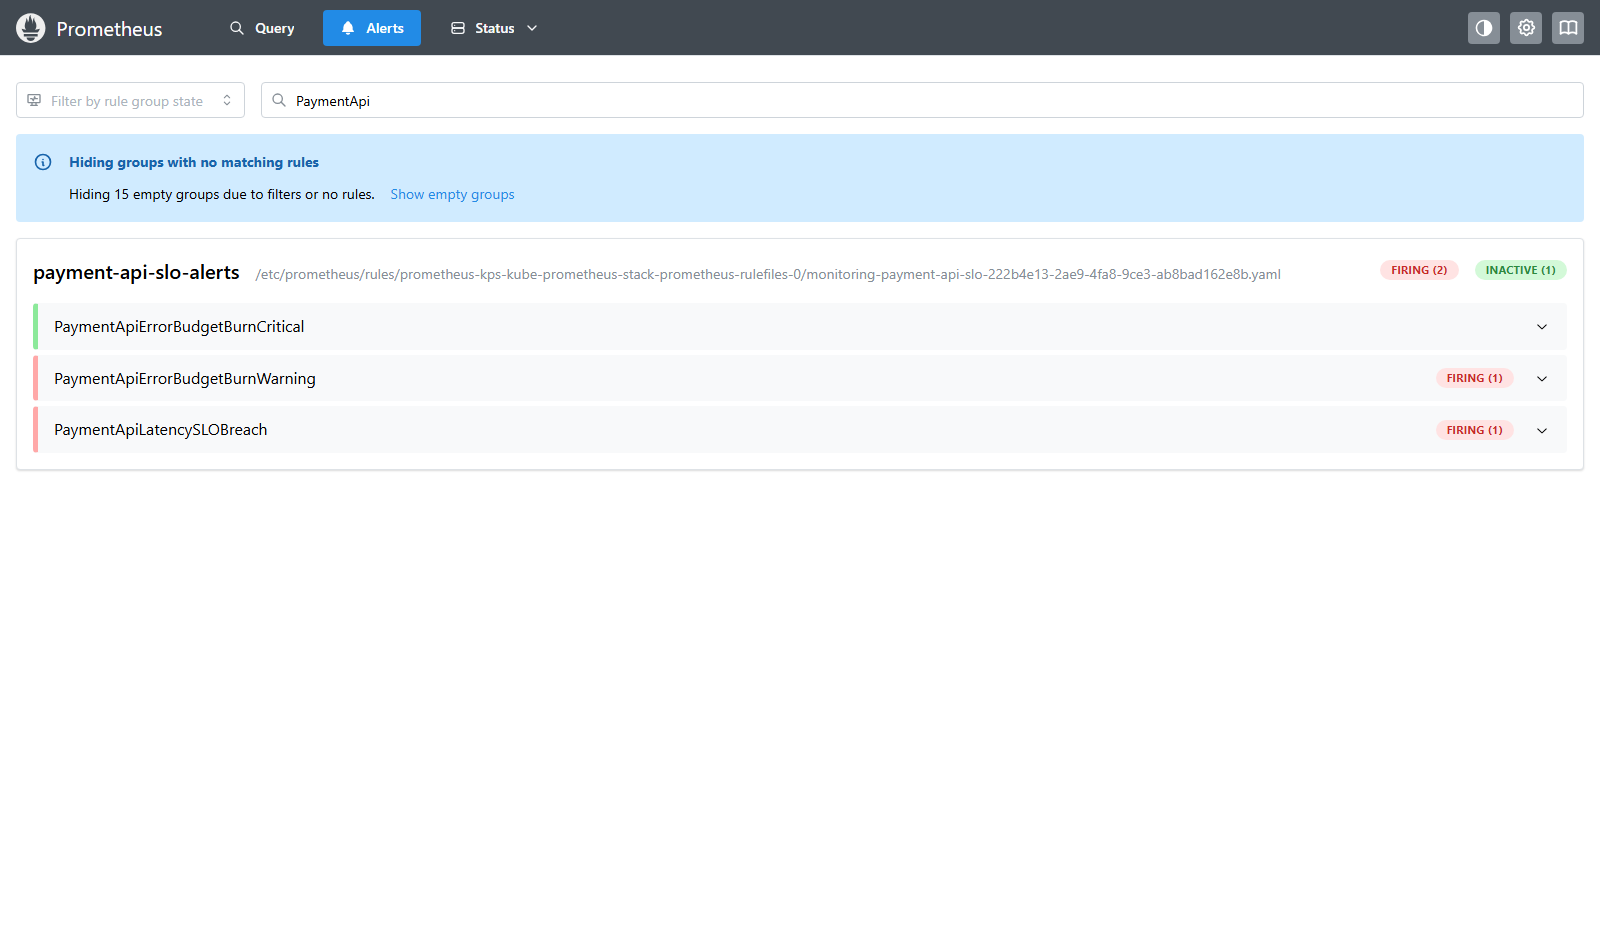 Prometheus Query Alerts Status
Filter by rule group state PaymentApi
Hiding groups with no matching rules
Hiding 15 empty groups due to filters or no rules. Show empty groups
payment-api-slo-alerts /etc/prometheus/rules/prometheus-kps-kube-prometheus-stack-prometheus-rulefiles-0/monitoring-payment-api-slo-222b4e13-2ae9-4fa8-9ce3-ab8bad162e8b.yaml FIRING (2) INACTIVE (1)
PaymentApiErrorBudgetBurnCritical
PaymentApiErrorBudgetBurnWarning FIRING (1)
PaymentApiLatencySLOBreach FIRING (1)